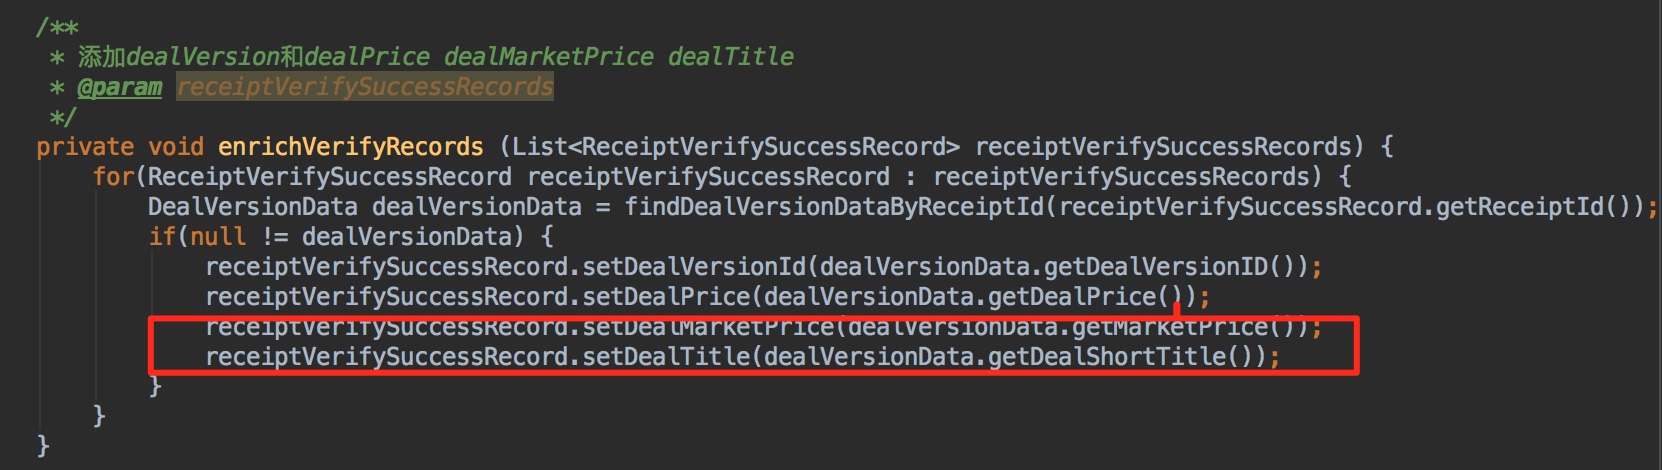 /**
* 添加dealVersion和dealPrice dealMarketPrice dealTitle
* @param receiptVerifySuccessRecords
*/
private void enrichVerifyRecords (List<ReceiptVerifySuccessRecord> receiptVerifySuccessRecords) {
for(ReceiptVerifySuccessRecord receiptVerifySuccessRecord : receiptVerifySuccessRecords) {
DealVersionData dealVersionData = findDealVersionDataByReceiptId(receiptVerifySuccessRecord.getReceiptId());
if(null != dealVersionData) {
receiptVerifySuccessRecord.setDealVersionId(dealVersionData.getDealVersionID());
receiptVerifySuccessRecord.setDealPrice(dealVersionData.getDealPrice());
receiptVerifySuccessRecord.setDealMarketPrice(dealVersionData.getMarketPrice());
receiptVerifySuccessRecord.setDealTitle(dealVersionData.getDealShortTitle());
}
}
}